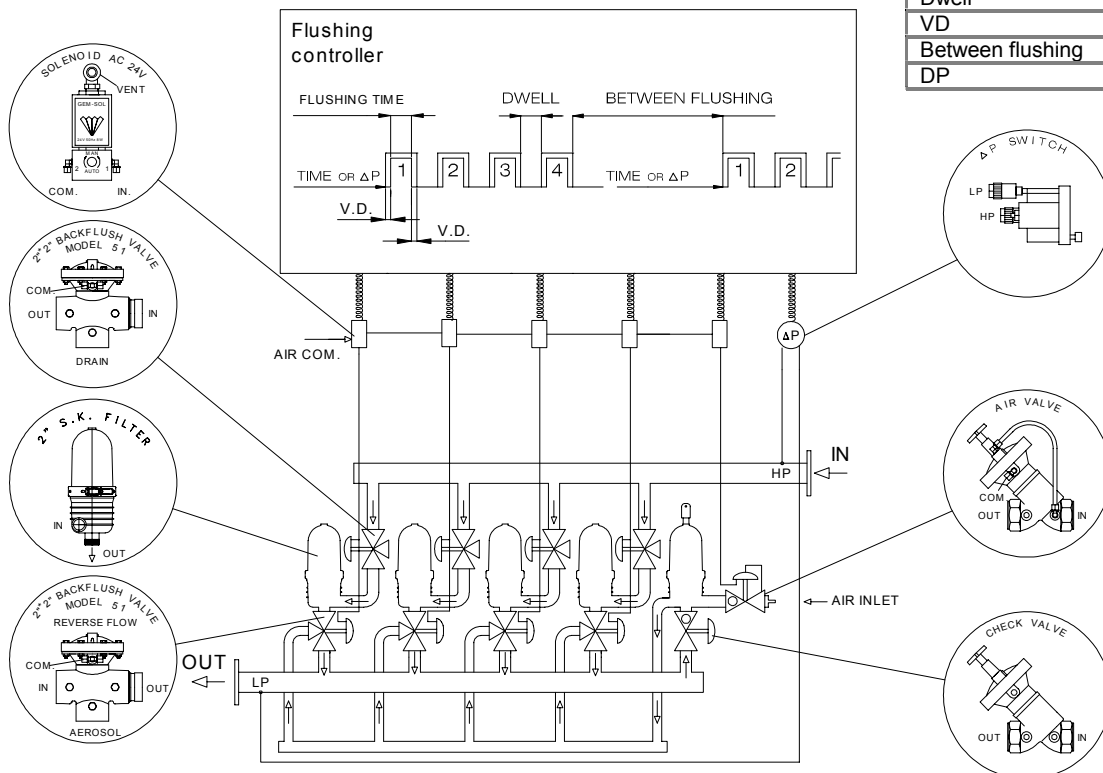 Dwell
VD
Between flushing
DP
Flushing
controller
FLUSHING TIME
DWELL
BETWEEN FLUSHING
1
2
3
4
1
2
TIME OR ΔP
TIME OR ΔP
V.D.
V.D.
SOLENOID AC 24V
VENT
GEM-SOL
24V 50Hz 6W
MAN
2
AUTO
1
COM.
IN.
2"*2" BACKFLUSH VALVE
MODEL 51
COM.
OUT
IN
DRAIN
2" S.K. FILTER
IN
OUT
2"*2" BACKFLUSH VALVE
MODEL 51
REVERSE FLOW
COM.
IN
OUT
AEROSOL
AIR COM.
ΔP
HP
IN
AIR INLET
OUT
LP
ΔP SWITCH
LP
HP
AIR VALVE
COM.
OUT
IN
CHECK VALVE
OUT
IN